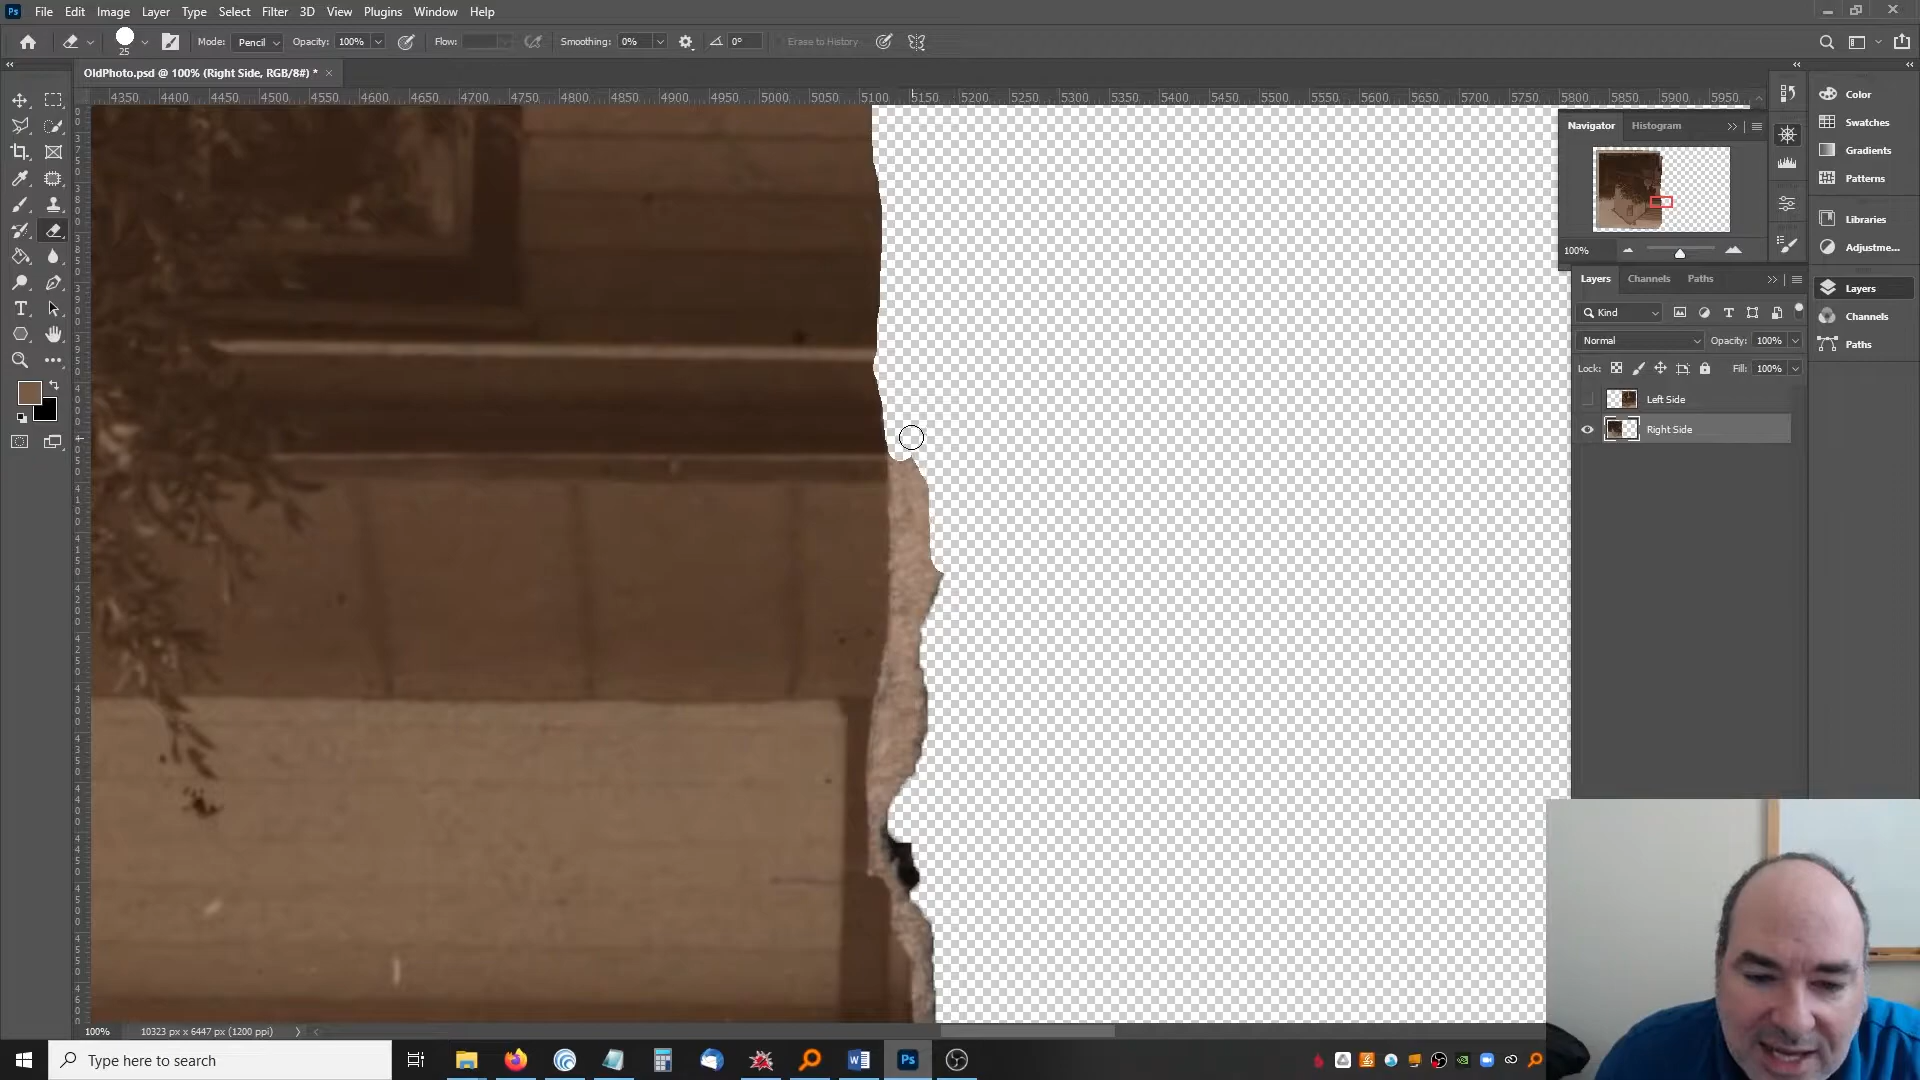 Ps File Edit Image Layer Type Select Filter 3D View Plugins Window Help
25 Mode: Pencil Opacity: 100% Flow: Smoothing: 0% 0° Erase to History
OldPhoto.psd @ 100% (Right Side, RGB/8#) * ×
4350 4400 4450 4500 4550 4600 4650 4700 4750 4800 4850 4900 4950 5000 5050 5100 5150 5200 5250 5300 5350 5400 5450 5500 5550 5600 5650 5700 5750 5800 5850 5900 5950
Navigator Histogram
100%
Layers Channels Paths
Kind
Normal Opacity: 100%
Lock: Fill: 100%
Left Side
Right Side
Color
Swatches
Gradients
Patterns
Libraries
Adjustme...
Layers
Channels
Paths
T
100% 10323 px x 6447 px (1200 ppi)
Type here to search
W Ps